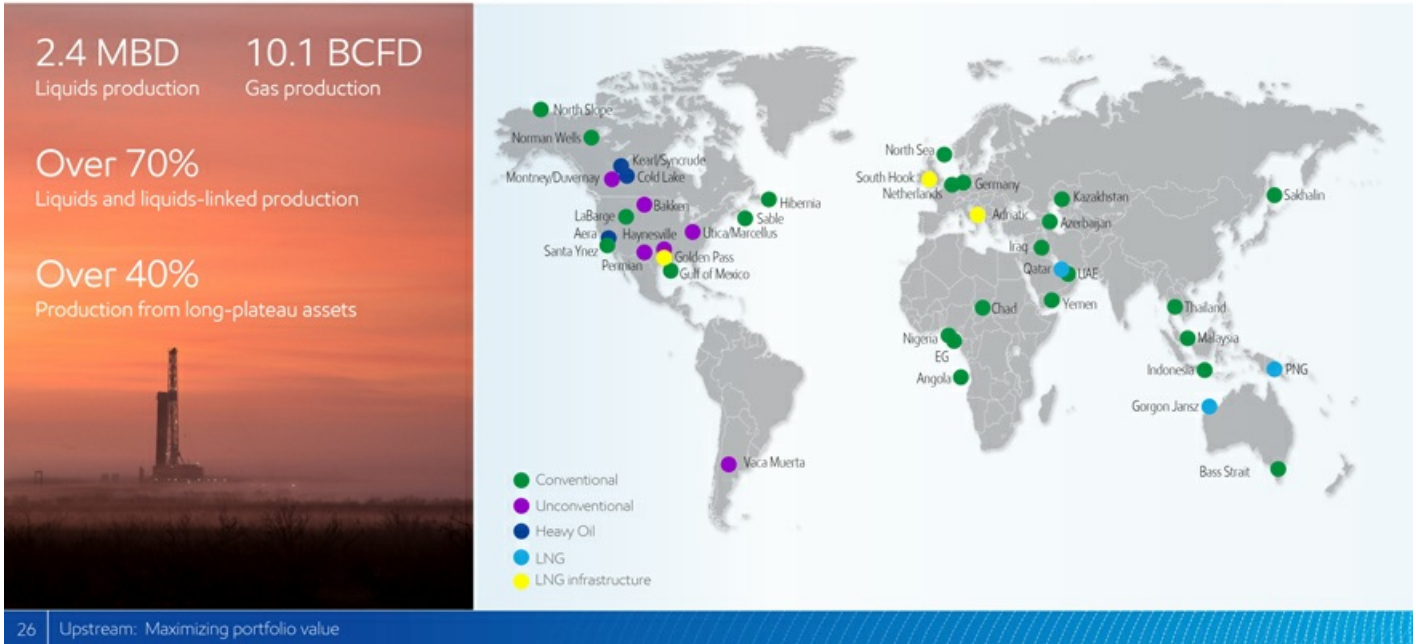 2.4 MBD
Liquids production
10.1 BCFD
Gas production
Over 70%
Liquids and liquids-linked production
Over 40%
Production from long-plateau assets
North Slope
Norman Wells
Kearl/Syncrude
Montney/Duvernay
Cold Lake
Bakken
LaBarge
Hibernia
Sable
Aera
Haynesville
Utica/Marcellus
Santa Ynez
Permian
Golden Pass
Gulf of Mexico
Vaca Muerta
North Sea
South Hook
Netherlands
Germany
Adriatic
Kazakhstan
Azerbaijan
Sakhalin
Iraq
Qatar
UAE
Yemen
Chad
Nigeria
EG
Angola
Thailand
Malaysia
Indonesia
PNG
Gorgon Jansz
Bass Strait
Conventional
Unconventional
Heavy Oil
LNG
LNG infrastructure
26
Upstream: Maximizing portfolio value